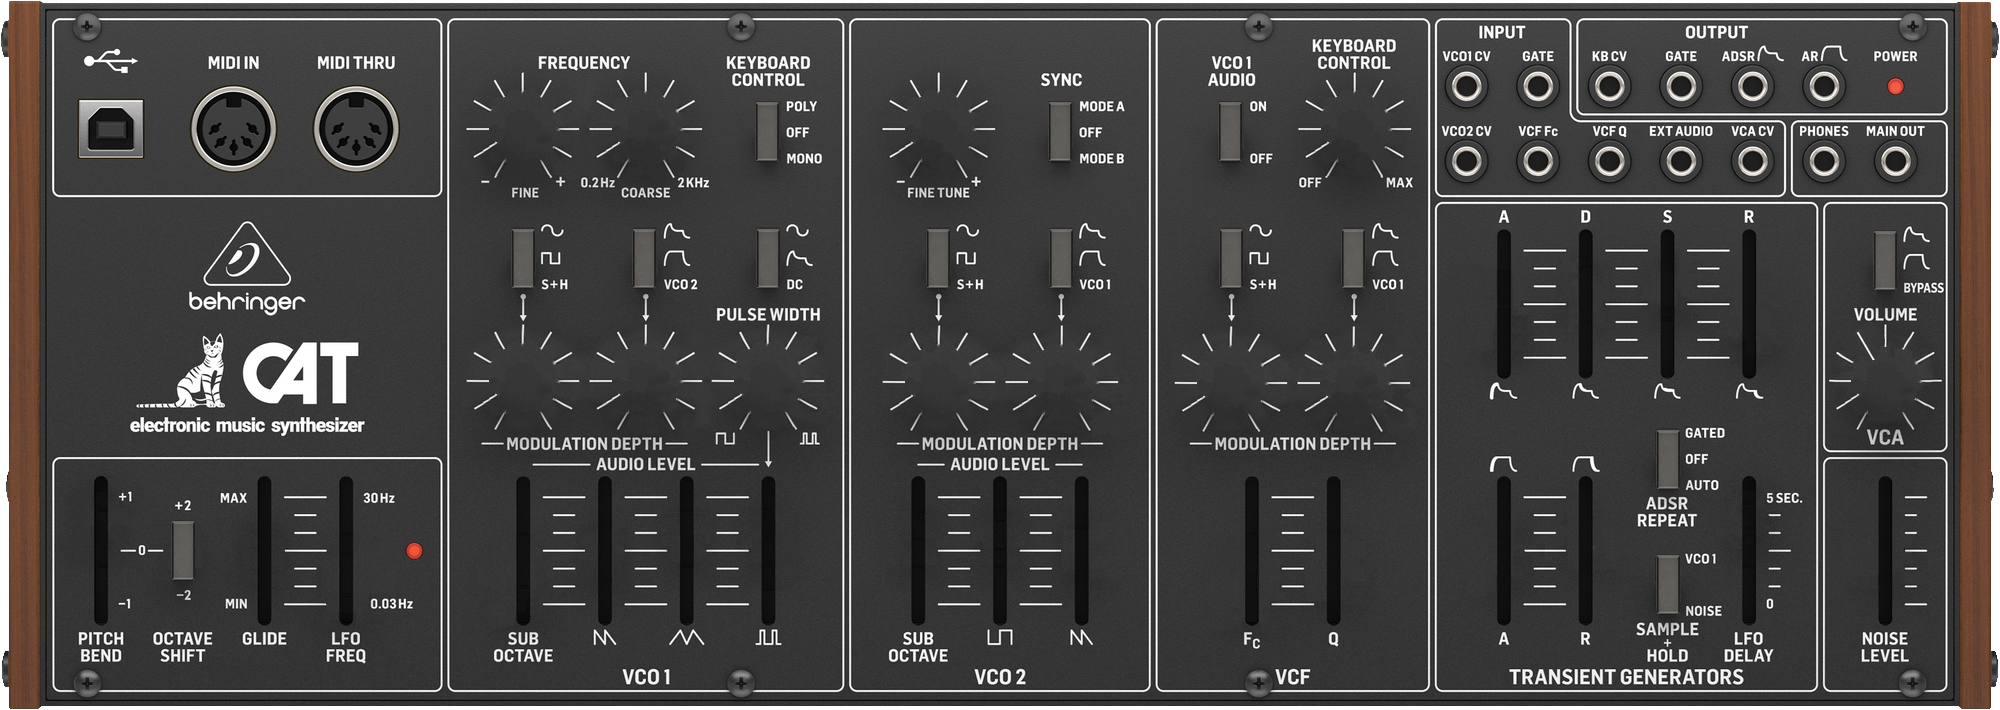 MIDI IN
MIDI THRU
behringer
CAT
electronic music synthesizer
+1
+2
MAX
30Hz
0
-1
-2
MIN
0.03Hz
PITCH
BEND
OCTAVE
SHIFT
GLIDE
LFO
FREQ
FREQUENCY
KEYBOARD
CONTROL
POLY
OFF
MONO
- FINE +
0.2Hz COARSE 2KHz
S+H
VCO 2
DC
PULSE WIDTH
MODULATION DEPTH
AUDIO LEVEL
SUB
OCTAVE
VCO 1
SYNC
MODE A
OFF
MODE B
- FINE TUNE +
S+H
VCO1
MODULATION DEPTH
AUDIO LEVEL
SUB
OCTAVE
VCO 2
VCO 1
AUDIO
ON
OFF
KEYBOARD
CONTROL
OFF
MAX
S+H
VCO1
MODULATION DEPTH
FC
Q
VCF
INPUT
VCO1 CV
GATE
VCO2 CV
VCF Fc
VCF Q
EXT AUDIO
VCA CV
OUTPUT
KB CV
GATE
ADSR
AR
POWER
PHONES
MAIN OUT
A
D
S
R
GATED
OFF
AUTO
ADSR
REPEAT
VCO1
NOISE
SAMPLE
+
HOLD
5 SEC.
0
LFO
DELAY
A
R
TRANSIENT GENERATORS
BYPASS
VOLUME
VCA
NOISE
LEVEL